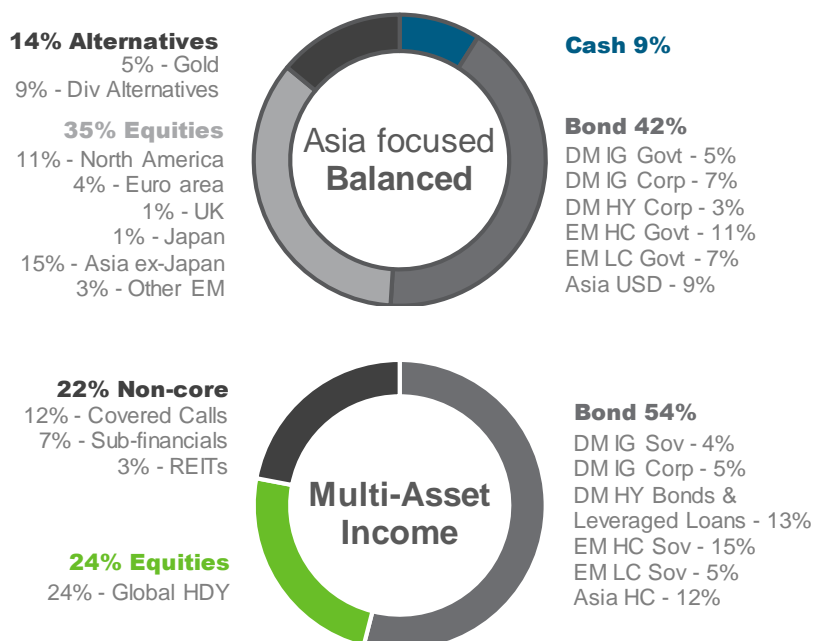 14% Alternatives
5% - Gold
9% - Div Alternatives
35% Equities
11% - North America
4% - Euro area
1% - UK
1% - Japan
15% - Asia ex-Japan
3% - Other EM
Asia focused
Balanced
Cash 9%
Bond 42%
DM IG Govt - 5%
DM IG Corp - 7%
DM HY Corp - 3%
EM HC Govt - 11%
EM LC Govt - 7%
Asia USD - 9%
22% Non-core
12% - Covered Calls
7% - Sub-financials
3% - REITs
24% Equities
24% - Global HDY
Multi-Asset
Income
Bond 54%
DM IG Sov - 4%
DM IG Corp - 5%
DM HY Bonds &
Leveraged Loans - 13%
EM HC Sov - 15%
EM LC Sov - 5%
Asia HC - 12%